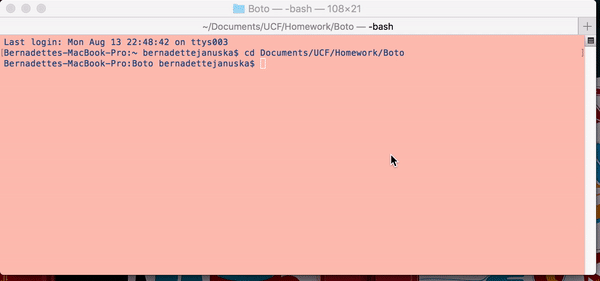 Boto — -bash — 108×21
~/Documents/UCF/Homework/Boto — -bash
Last login: Mon Aug 13 22:48:42 on ttys003
[Bernadettes-MacBook-Pro:~ bernadettejanuska$ cd Documents/UCF/Homework/Boto ]
Bernadettes-MacBook-Pro:Boto bernadettejanuska$